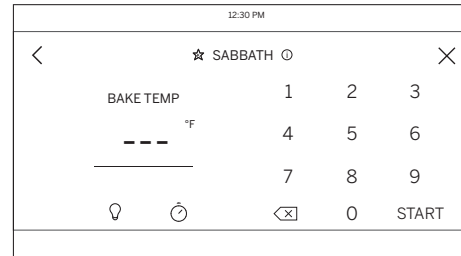 12:30 PM
SABBATH
BAKE TEMP
°F
---
1 2 3
4 5 6
7 8 9
0 START